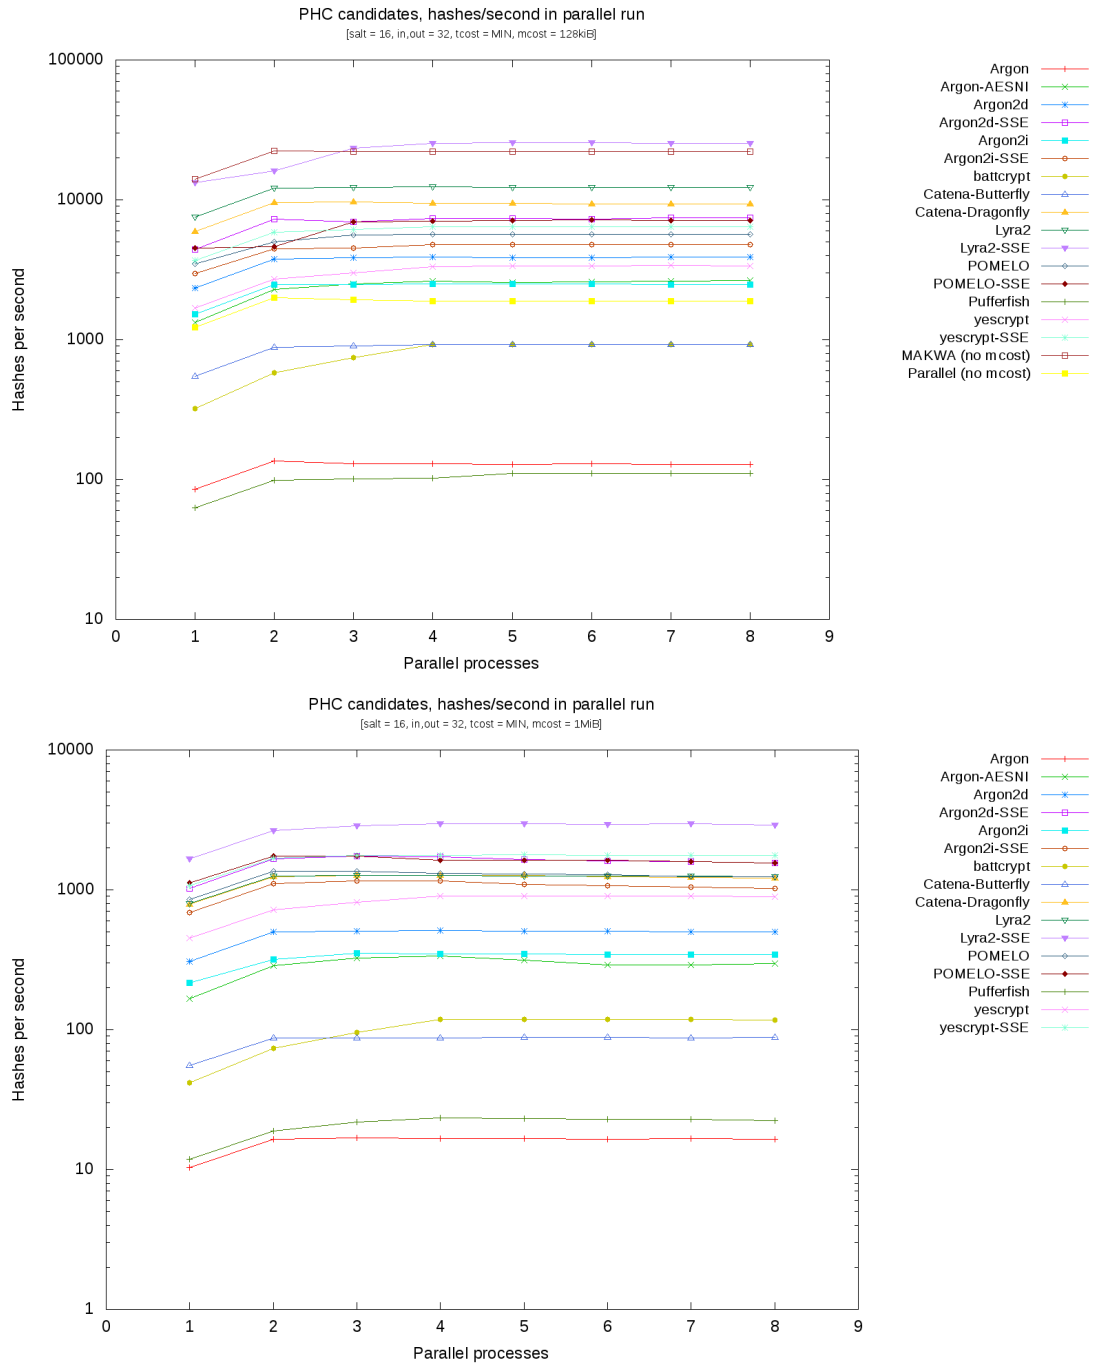 PHC candidates, hashes/second in parallel run
[salt = 16, in,out = 32, tcost = MIN, mcost = 128kiB]
100000
10000
1000
100
10
0 1 2 3 4 5 6 7 8 9
Hashes per second
Parallel processes
Argon
Argon-AESNI
Argon2d
Argon2d-SSE
Argon2i
Argon2i-SSE
battcrypt
Catena-Butterfly
Catena-Dragonfly
Lyra2
Lyra2-SSE
POMELO
POMELO-SSE
Pufferfish
yescrypt
yescrypt-SSE
MAKWA (no mcost)
Parallel (no mcost)
PHC candidates, hashes/second in parallel run
[salt = 16, in,out = 32, tcost = MIN, mcost = 1MiB]
10000
1000
100
10
1
0 1 2 3 4 5 6 7 8 9
Hashes per second
Parallel processes
Argon
Argon-AESNI
Argon2d
Argon2d-SSE
Argon2i
Argon2i-SSE
battcrypt
Catena-Butterfly
Catena-Dragonfly
Lyra2
Lyra2-SSE
POMELO
POMELO-SSE
Pufferfish
yescrypt
yescrypt-SSE